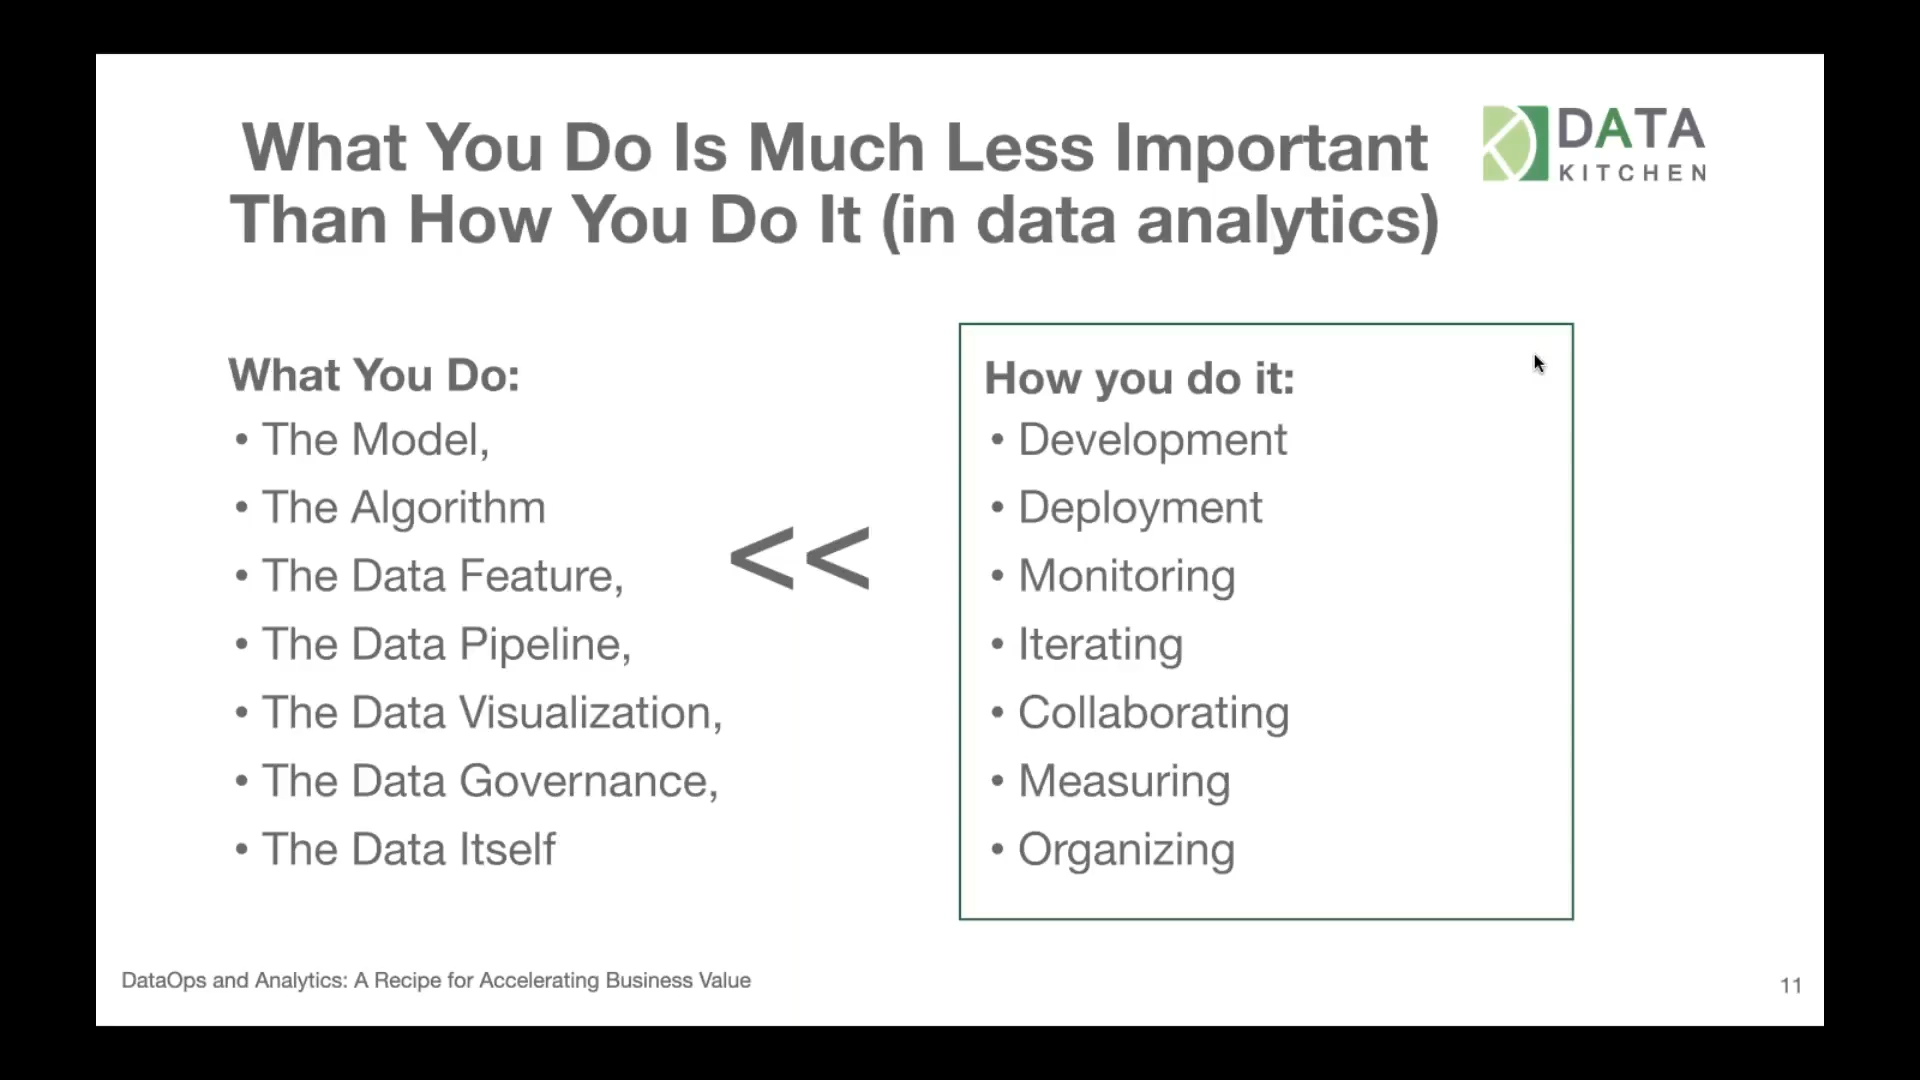 What You Do Is Much Less Important
Than How You Do It (in data analytics)
DATA
KITCHEN
What You Do:
• The Model,
• The Algorithm
• The Data Feature,
• The Data Pipeline,
• The Data Visualization,
• The Data Governance,
• The Data Itself
<<
How you do it:
• Development
• Deployment
• Monitoring
• Iterating
• Collaborating
• Measuring
• Organizing
DataOps and Analytics: A Recipe for Accelerating Business Value
11